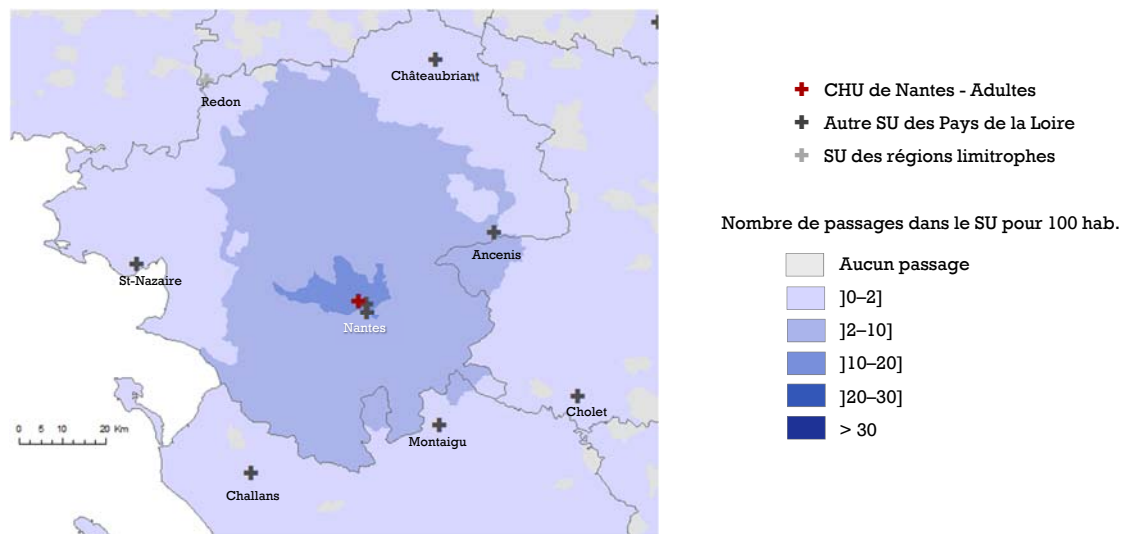 Châteaubriant
Redon
Ancenis
St-Nazaire
Nantes
Cholet
Montaigu
Challans
0 5 10 20 Km
CHU de Nantes - Adultes
Autre SU des Pays de la Loire
SU des régions limitrophes
Nombre de passages dans le SU pour 100 hab.
Aucun passage
]0–2]
]2–10]
]10–20]
]20–30]
> 30